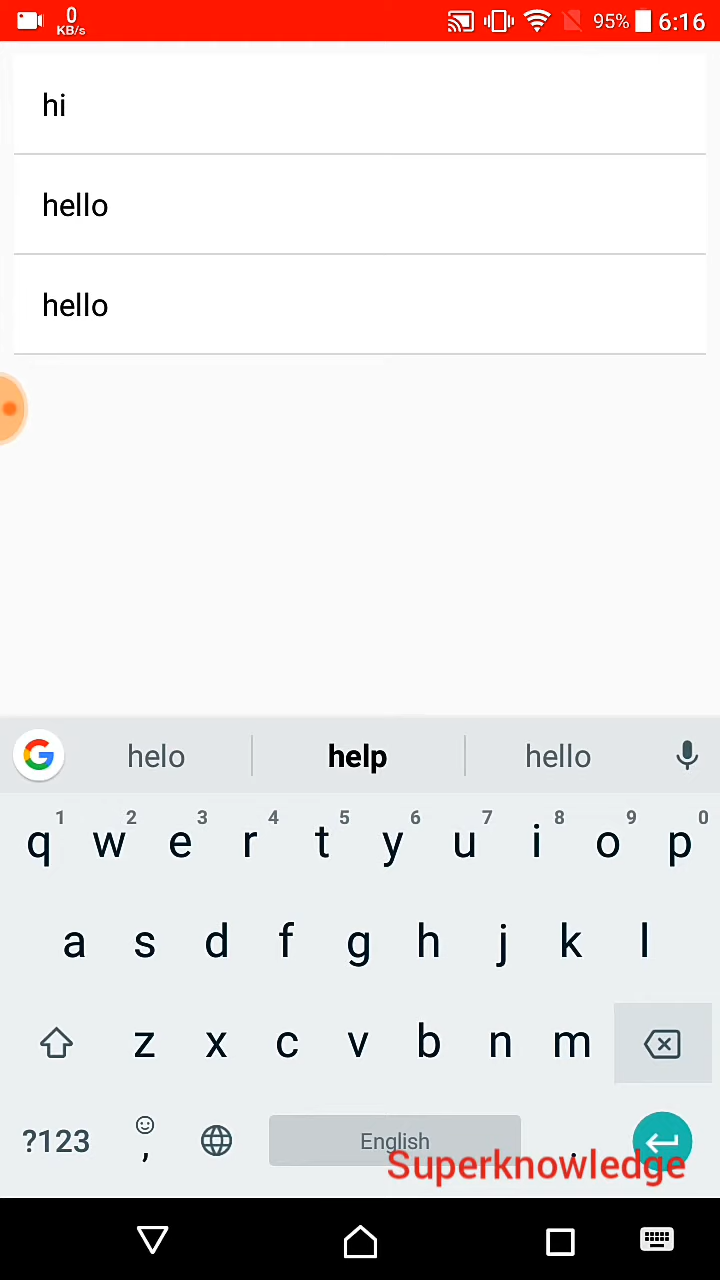 0 KB/s 95% 6:16
hi
hello
hello
helo help hello
1 2 3 4 5 6 7 8 9 0
q w e r t y u i o p
a s d f g h j k l
z x c v b n m
?123 , English .
Superknowledge